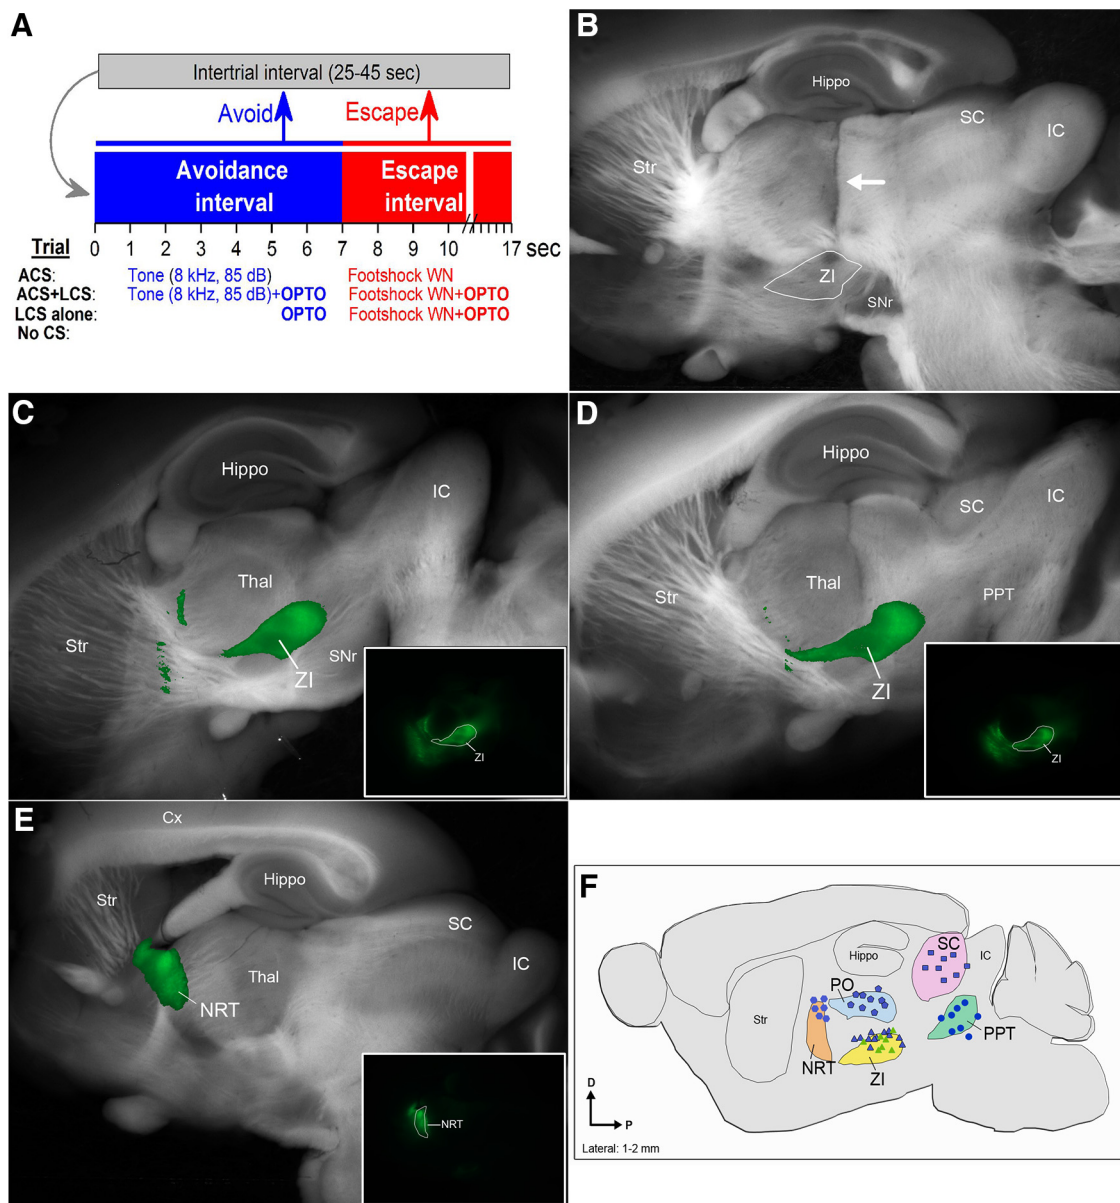 A
Intertrial interval (25-45 sec)
Avoid
Escape
Avoidance interval
Escape interval
Trial
0 1 2 3 4 5 6 7 8 9 10 17 sec
ACS: Tone (8 kHz, 85 dB) Footshock WN
ACS+LCS: Tone (8 kHz, 85 dB)+OPTO Footshock WN+OPTO
LCS alone: OPTO Footshock WN+OPTO
No CS:
B
Hippo
SC
IC
Str
ZI
SNr
C
Hippo
IC
Thal
Str
SNr
ZI
ZI
D
Hippo
SC
IC
Thal
Str
PPT
ZI
ZI
E
Cx
Hippo
Str
SC
IC
Thal
NRT
NRT
F
SC
Hippo
IC
PO
Str
PPT
NRT
ZI
D
P
Lateral: 1-2 mm